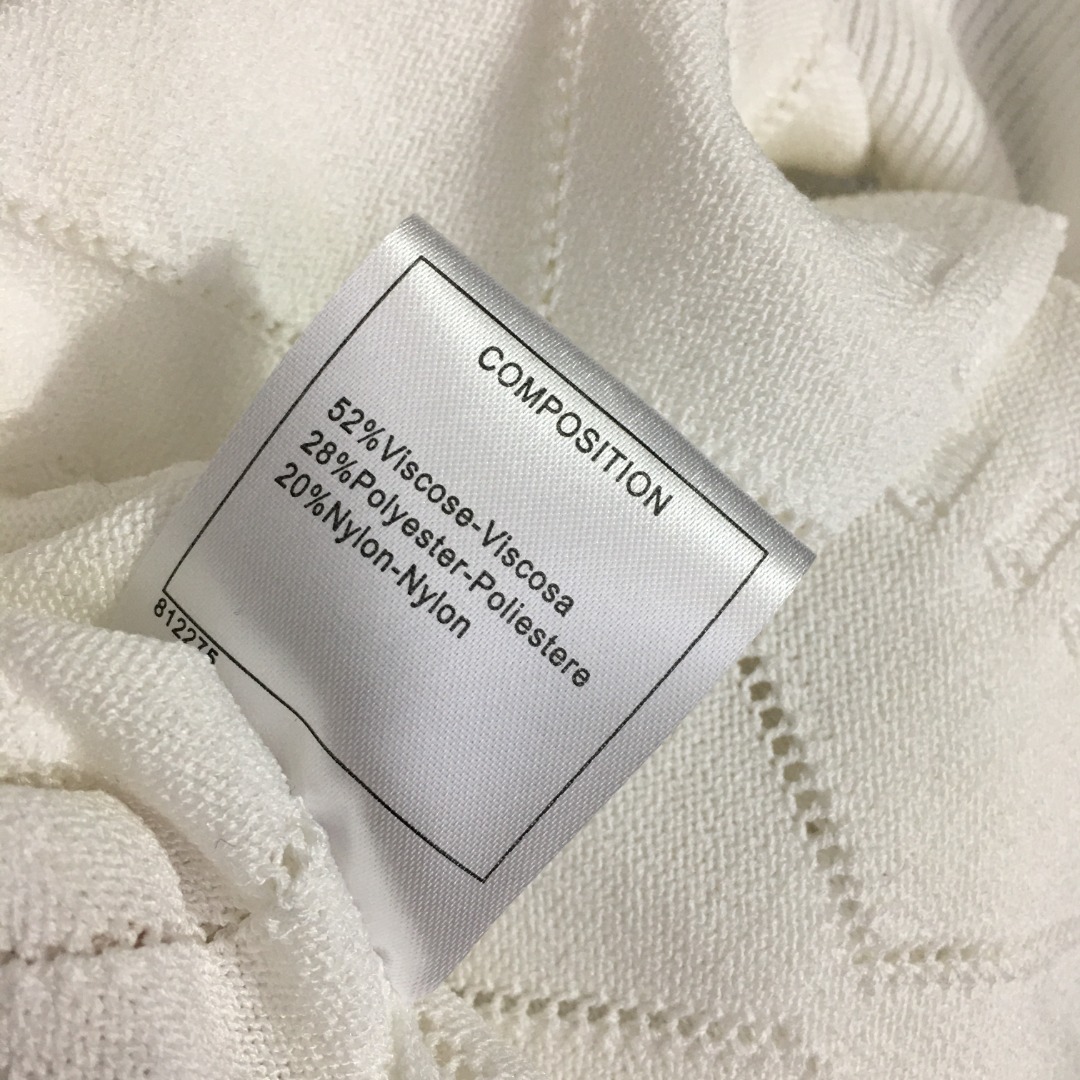 COMPOSITION
52%Viscose-Viscosa
28%Polyester-Poliestere
20%Nylon-Nylon
812275